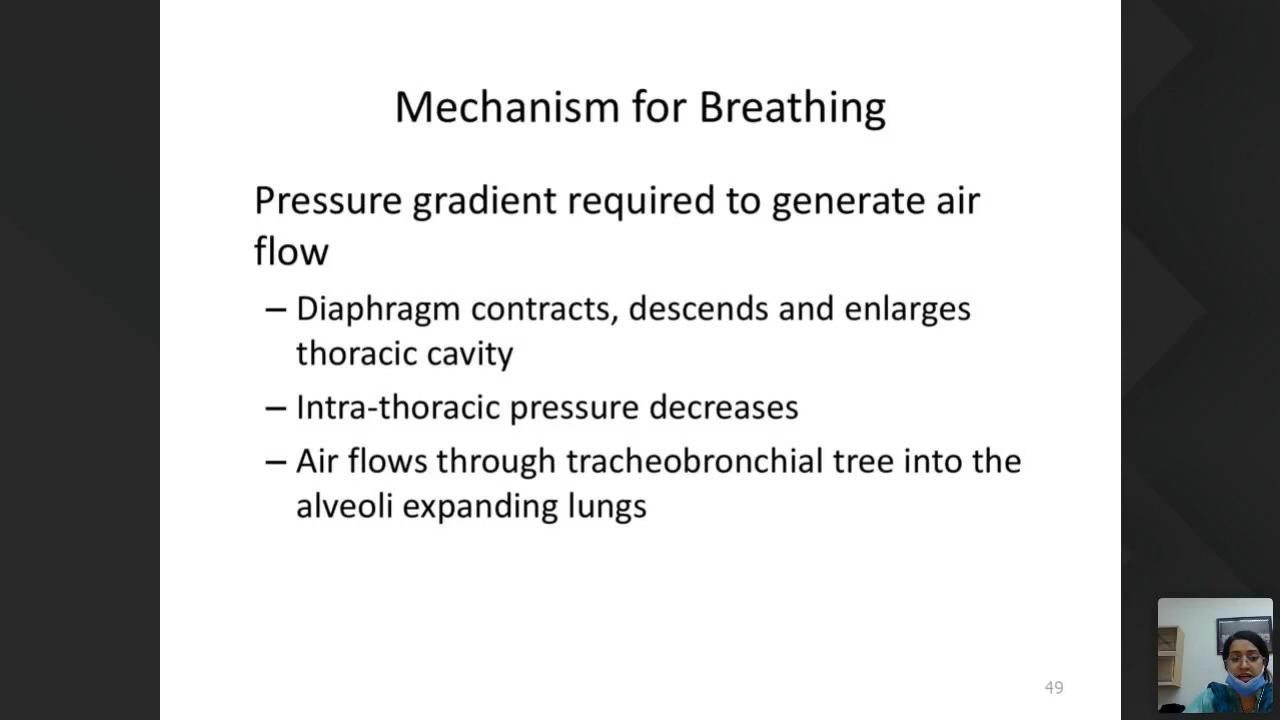 Mechanism for Breathing
Pressure gradient required to generate air
flow
– Diaphragm contracts, descends and enlarges
thoracic cavity
– Intra-thoracic pressure decreases
– Air flows through tracheobronchial tree into the
alveoli expanding lungs
49